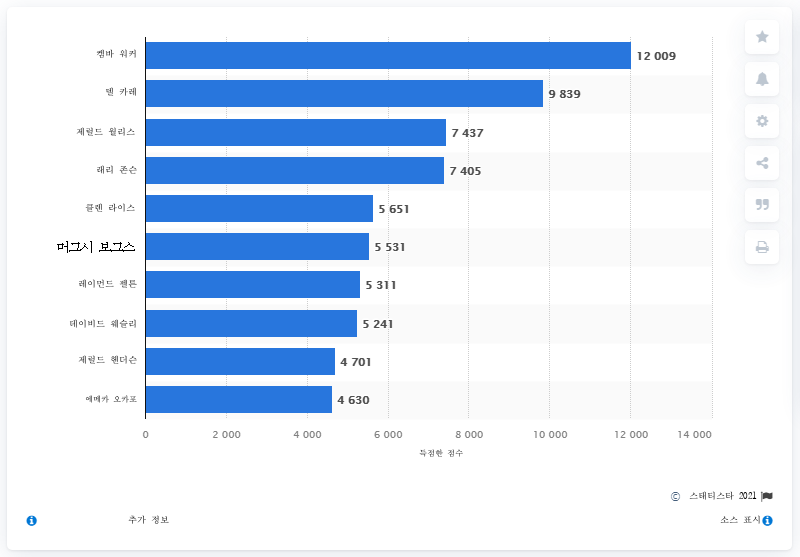 켐바 워커
12 009
델 카레
9 839
제럴드 월리스
7 437
래리 존슨
7 405
글렌 라이스
5 651
머그시 보그스
5 531
레이먼드 펠튼
5 311
데이비드 웨슬리
5 241
제럴드 헨더슨
4 701
에메카 오카포
4 630
0 2 000 4 000 6 000 8 000 10 000 12 000 14 000
득점한 점수
© 스태티스타 2021
추가 정보
소스 표시